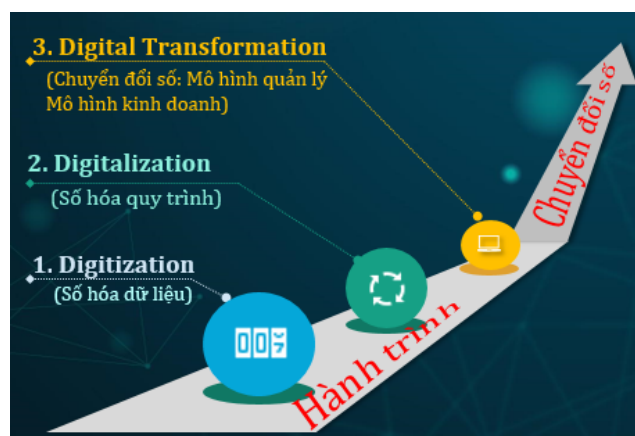 3. Digital Transformation
(Chuyển đổi số: Mô hình quản lý
Mô hình kinh doanh)
2. Digitalization
(Số hóa quy trình)
1. Digitization
(Số hóa dữ liệu)
Hành trình
Chuyển đổi số